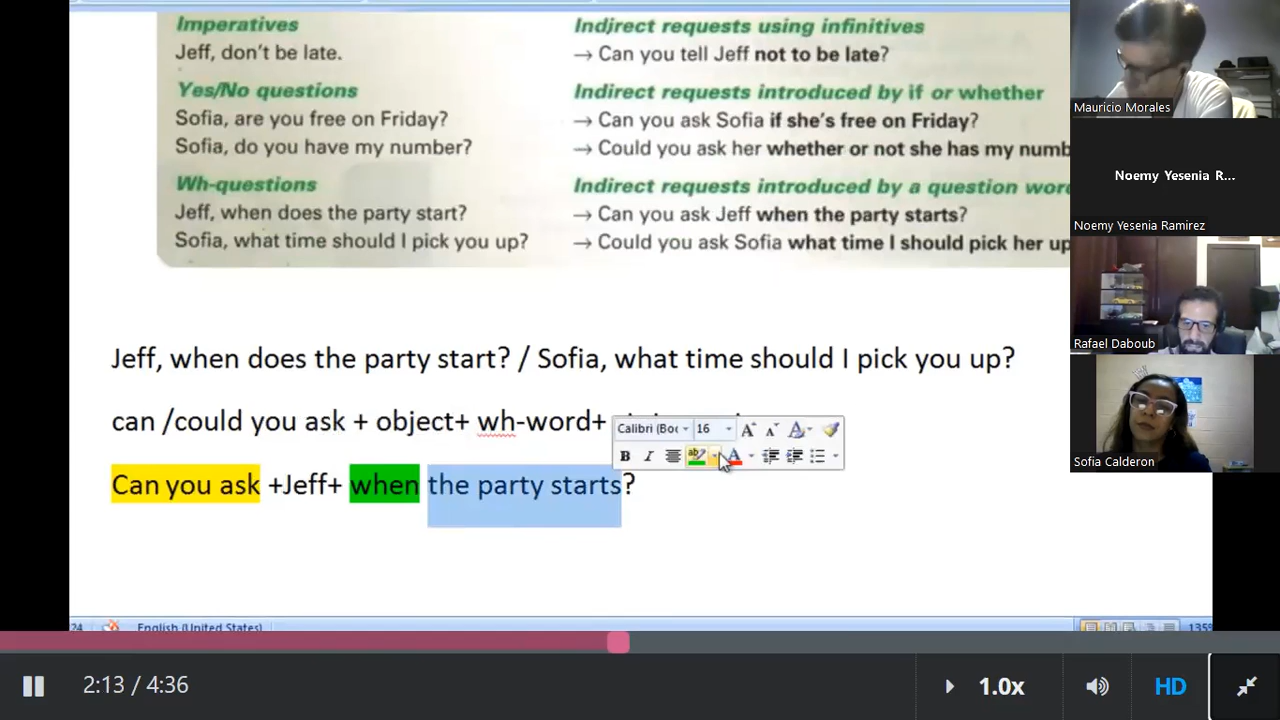 Imperatives
Indirect requests using infinitives
Jeff, don't be late.
→ Can you tell Jeff not to be late?
Yes/No questions
Indirect requests introduced by if or whether
Sofia, are you free on Friday?
→ Can you ask Sofia if she's free on Friday?
Sofia, do you have my number?
→ Could you ask her whether or not she has my numb
Wh-questions
Indirect requests introduced by a question wor
Jeff, when does the party start?
→ Can you ask Jeff when the party starts?
Sofia, what time should I pick you up?
→ Could you ask Sofia what time I should pick her up
Mauricio Morales
Noemy Yesenia R...
Noemy Yesenia Ramirez
Rafael Daboub
Sofia Calderon
Jeff, when does the party start? / Sofia, what time should I pick you up?
can /could you ask + object+ wh-word+
Calibri (Boc 16
Can you ask +Jeff+ when the party starts?
24 English (United States) 135%
2:13 / 4:36
1.0x
HD